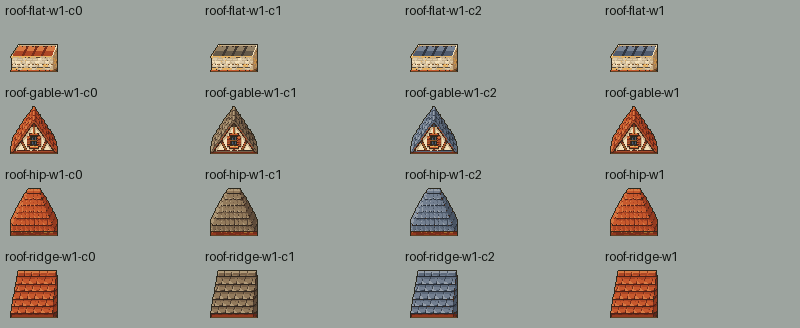 roof-flat-w1-c0 roof-flat-w1-c1 roof-flat-w1-c2 roof-flat-w1
roof-gable-w1-c0 roof-gable-w1-c1 roof-gable-w1-c2 roof-gable-w1
roof-hip-w1-c0 roof-hip-w1-c1 roof-hip-w1-c2 roof-hip-w1
roof-ridge-w1-c0 roof-ridge-w1-c1 roof-ridge-w1-c2 roof-ridge-w1